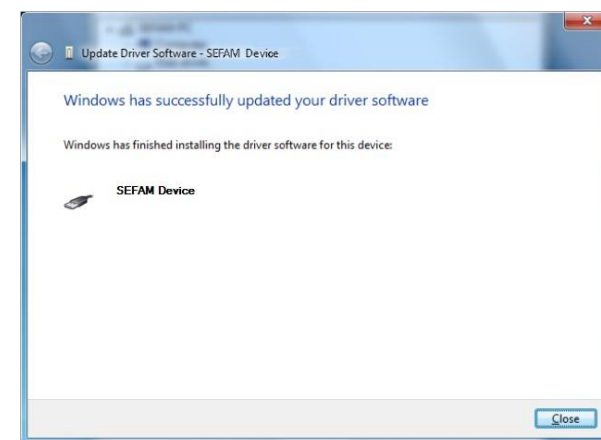 Update Driver Software - SEFAM Device
Windows has successfully updated your driver software
Windows has finished installing the driver software for this device:
SEFAM Device
Close